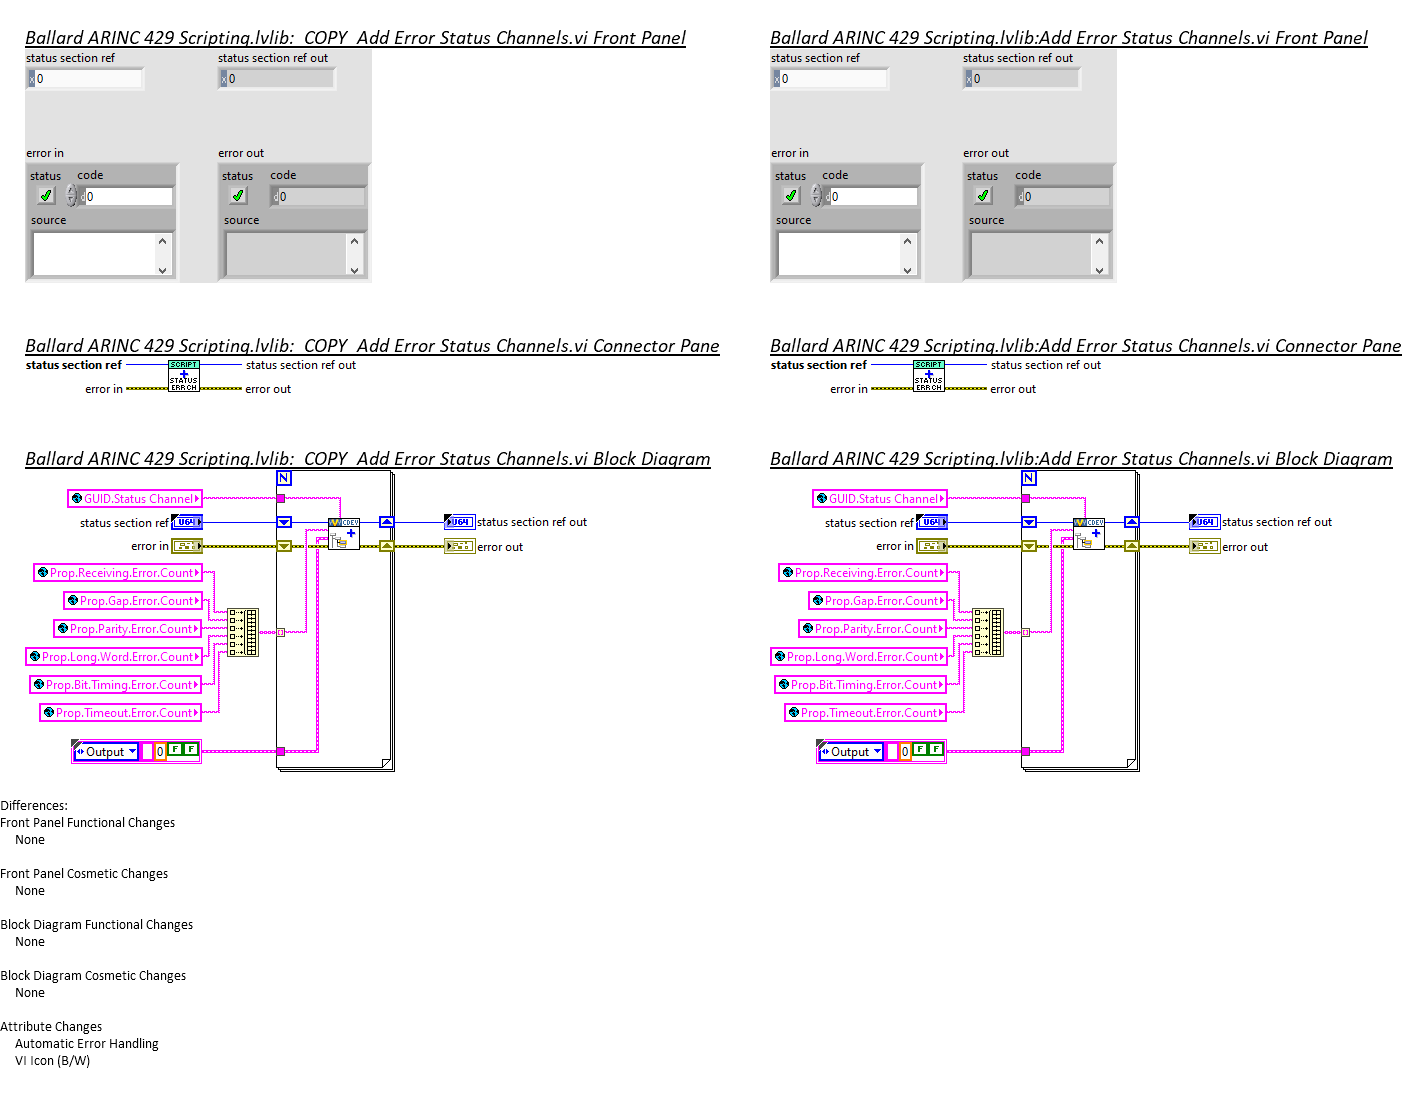 Ballard ARINC 429 Scripting.lvlib:_COPY_Add Error Status Channels.vi Front Panel
status section ref
status section ref out
x 0
x 0
error in
error out
status
code
status
code
d 0
d 0
source
source
Ballard ARINC 429 Scripting.lvlib:Add Error Status Channels.vi Front Panel
status section ref
status section ref out
x 0
x 0
error in
error out
status
code
status
code
d 0
d 0
source
source
Ballard ARINC 429 Scripting.lvlib:_COPY_Add Error Status Channels.vi Connector Pane
status section ref
SCRIPT
status section ref out
STATUS
error in
ERR CH
error out
Ballard ARINC 429 Scripting.lvlib:Add Error Status Channels.vi Connector Pane
status section ref
SCRIPT
status section ref out
STATUS
error in
ERR CH
error out
Ballard ARINC 429 Scripting.lvlib:_COPY_Add Error Status Channels.vi Block Diagram
N
GUID.Status Channel
status section ref
U64
CDEV
U64
status section ref out
error in
error out
Prop.Receiving.Error.Count
Prop.Gap.Error.Count
Prop.Parity.Error.Count
Prop.Long.Word.Error.Count
Prop.Bit.Timing.Error.Count
Prop.Timeout.Error.Count
Output
0
F
F
Ballard ARINC 429 Scripting.lvlib:Add Error Status Channels.vi Block Diagram
N
GUID.Status Channel
status section ref
U64
CDEV
U64
status section ref out
error in
error out
Prop.Receiving.Error.Count
Prop.Gap.Error.Count
Prop.Parity.Error.Count
Prop.Long.Word.Error.Count
Prop.Bit.Timing.Error.Count
Prop.Timeout.Error.Count
Output
0
F
F
Differences:
Front Panel Functional Changes
None
Front Panel Cosmetic Changes
None
Block Diagram Functional Changes
None
Block Diagram Cosmetic Changes
None
Attribute Changes
Automatic Error Handling
VI Icon (B/W)